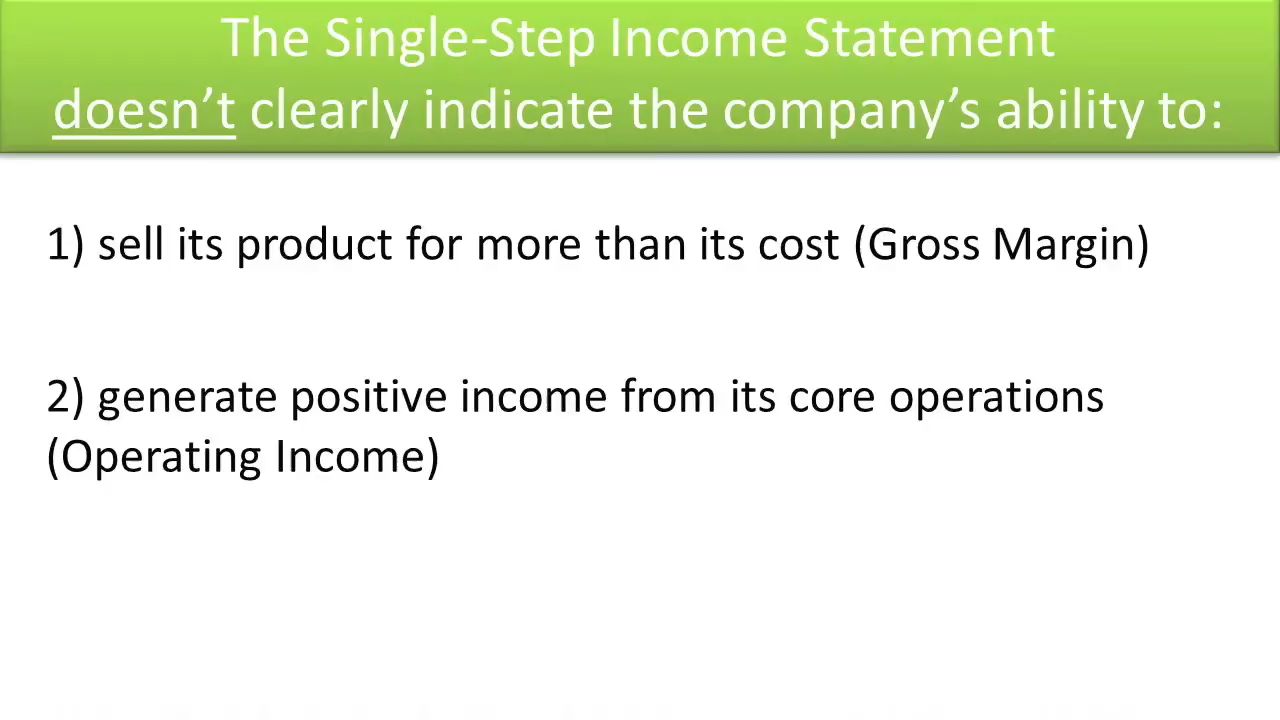 The Single-Step Income Statement
doesn’t clearly indicate the company’s ability to:
1) sell its product for more than its cost (Gross Margin)
2) generate positive income from its core operations
(Operating Income)